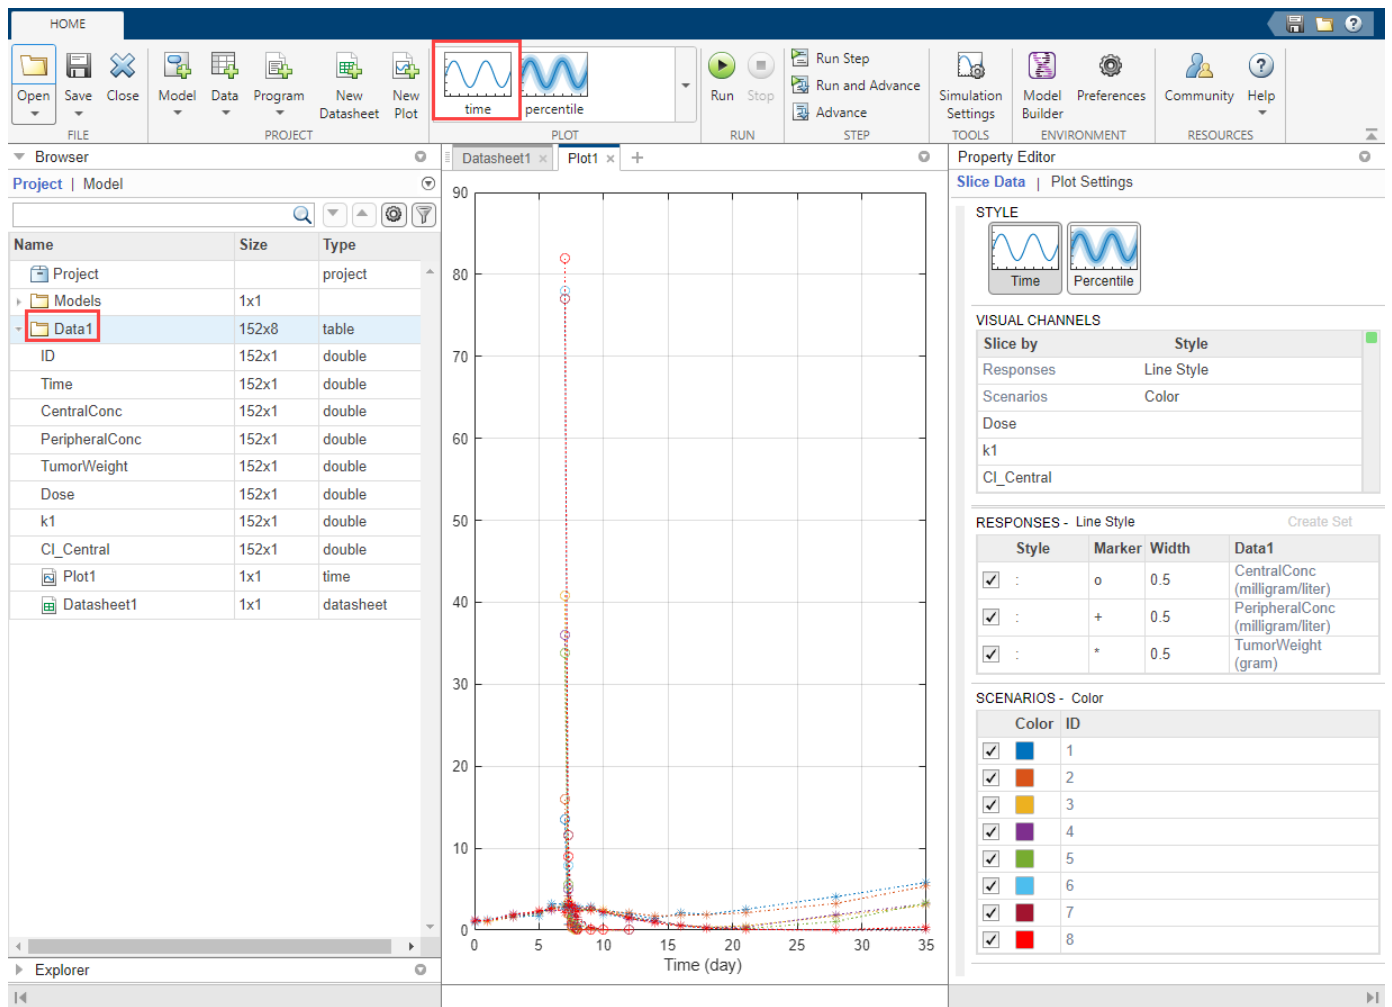 HOME
Open
Save
Close
Model
Data
Program
New Datasheet
New Plot
time
percentile
Run
Stop
Run Step
Run and Advance
Advance
Simulation Settings
Model Builder
Preferences
Community
Help
FILE
PROJECT
PLOT
RUN
STEP
TOOLS
ENVIRONMENT
RESOURCES
Browser
Project | Model
Name Size Type
Project project
Models 1x1
Data1 152x8 table
ID 152x1 double
Time 152x1 double
CentralConc 152x1 double
PeripheralConc 152x1 double
TumorWeight 152x1 double
Dose 152x1 double
k1 152x1 double
Cl_Central 152x1 double
Plot1 1x1 time
Datasheet1 1x1 datasheet
Explorer
Datasheet1 × Plot1 × +
90
80
70
60
50
40
30
20
10
0
0 5 10 15 20 25 30 35
Time (day)
Property Editor
Slice Data | Plot Settings
STYLE
Time
Percentile
VISUAL CHANNELS
Slice by Style
Responses Line Style
Scenarios Color
Dose
k1
Cl_Central
RESPONSES - Line Style Create Set
Style Marker Width Data1
: o 0.5 CentralConc
(milligram/liter)
: + 0.5 PeripheralConc
(milligram/liter)
: * 0.5 TumorWeight
(gram)
SCENARIOS - Color
Color ID
1
2
3
4
5
6
7
8